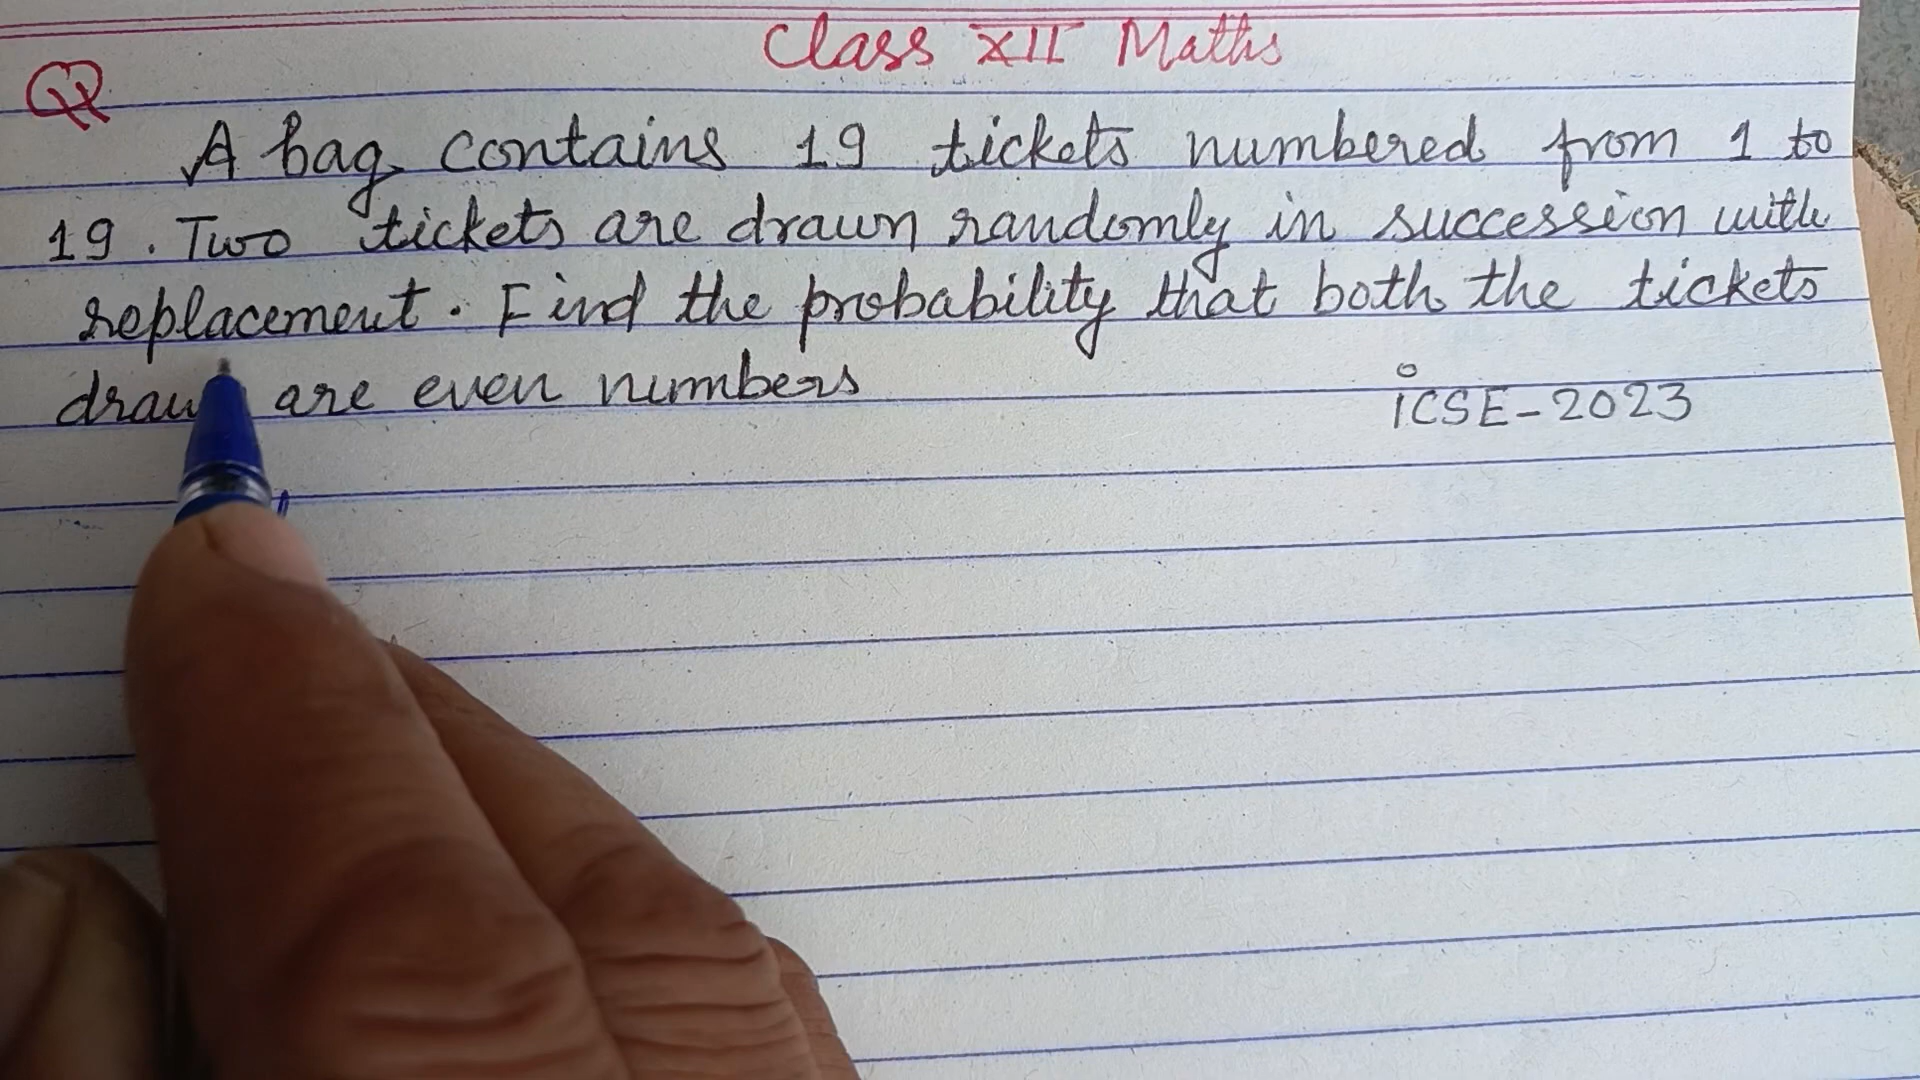 Class XII Maths
Q
A bag contains 19 tickets numbered from 1 to
19. Two tickets are drawn randomly in succession with
replacement. Find the probability that both the tickets
drawn are even numbers
iCSE-2023